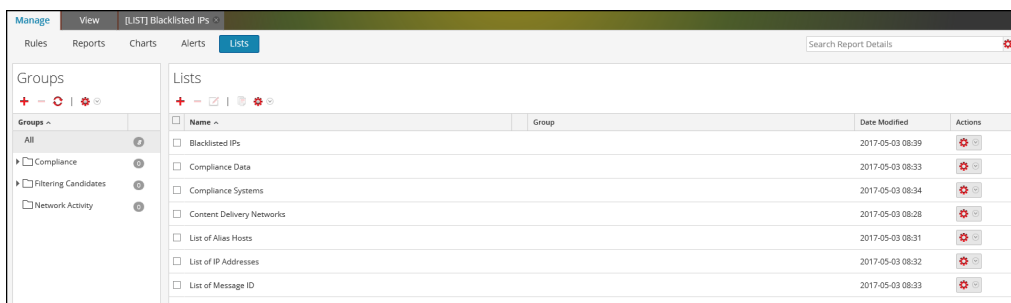 Manage View [LIST] Blacklisted IPs
Rules Reports Charts Alerts Lists Search Report Details
Groups Lists
Groups Name Group Date Modified Actions
All Blacklisted IPs 2017-05-03 08:39
Compliance 0 Compliance Data 2017-05-03 08:33
Filtering Candidates 0 Compliance Systems 2017-05-03 08:34
Network Activity 0 Content Delivery Networks 2017-05-03 08:28
List of Alias Hosts 2017-05-03 08:31
List of IP Addresses 2017-05-03 08:32
List of Message ID 2017-05-03 08:33